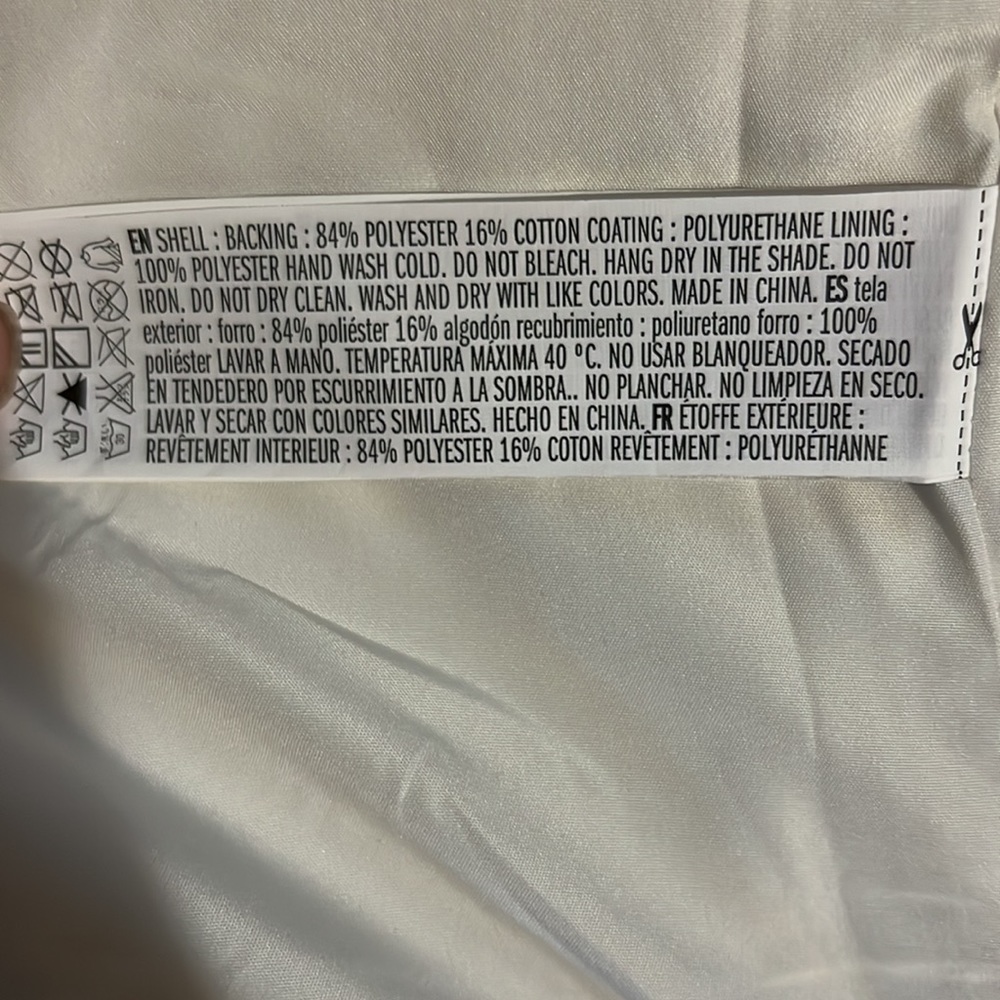 EN SHELL : BACKING : 84% POLYESTER 16% COTTON COATING : POLYURETHANE LINING :
100% POLYESTER HAND WASH COLD. DO NOT BLEACH. HANG DRY IN THE SHADE. DO NOT
IRON. DO NOT DRY CLEAN. WASH AND DRY WITH LIKE COLORS. MADE IN CHINA. ES tela
exterior : forro : 84% poliéster 16% algodón recubrimiento : poliuretano forro : 100%
poliéster LAVAR A MANO. TEMPERATURA MÁXIMA 40 °C. NO USAR BLANQUEADOR. SECADO
EN TENDEDERO POR ESCURRIMIENTO A LA SOMBRA.. NO PLANCHAR. NO LIMPIEZA EN SECO.
LAVAR Y SECAR CON COLORES SIMILARES. HECHO EN CHINA. FR ÉTOFFE EXTÉRIEURE :
REVÊTEMENT INTERIEUR : 84% POLYESTER 16% COTON REVÊTEMENT : POLYURÉTHANNE